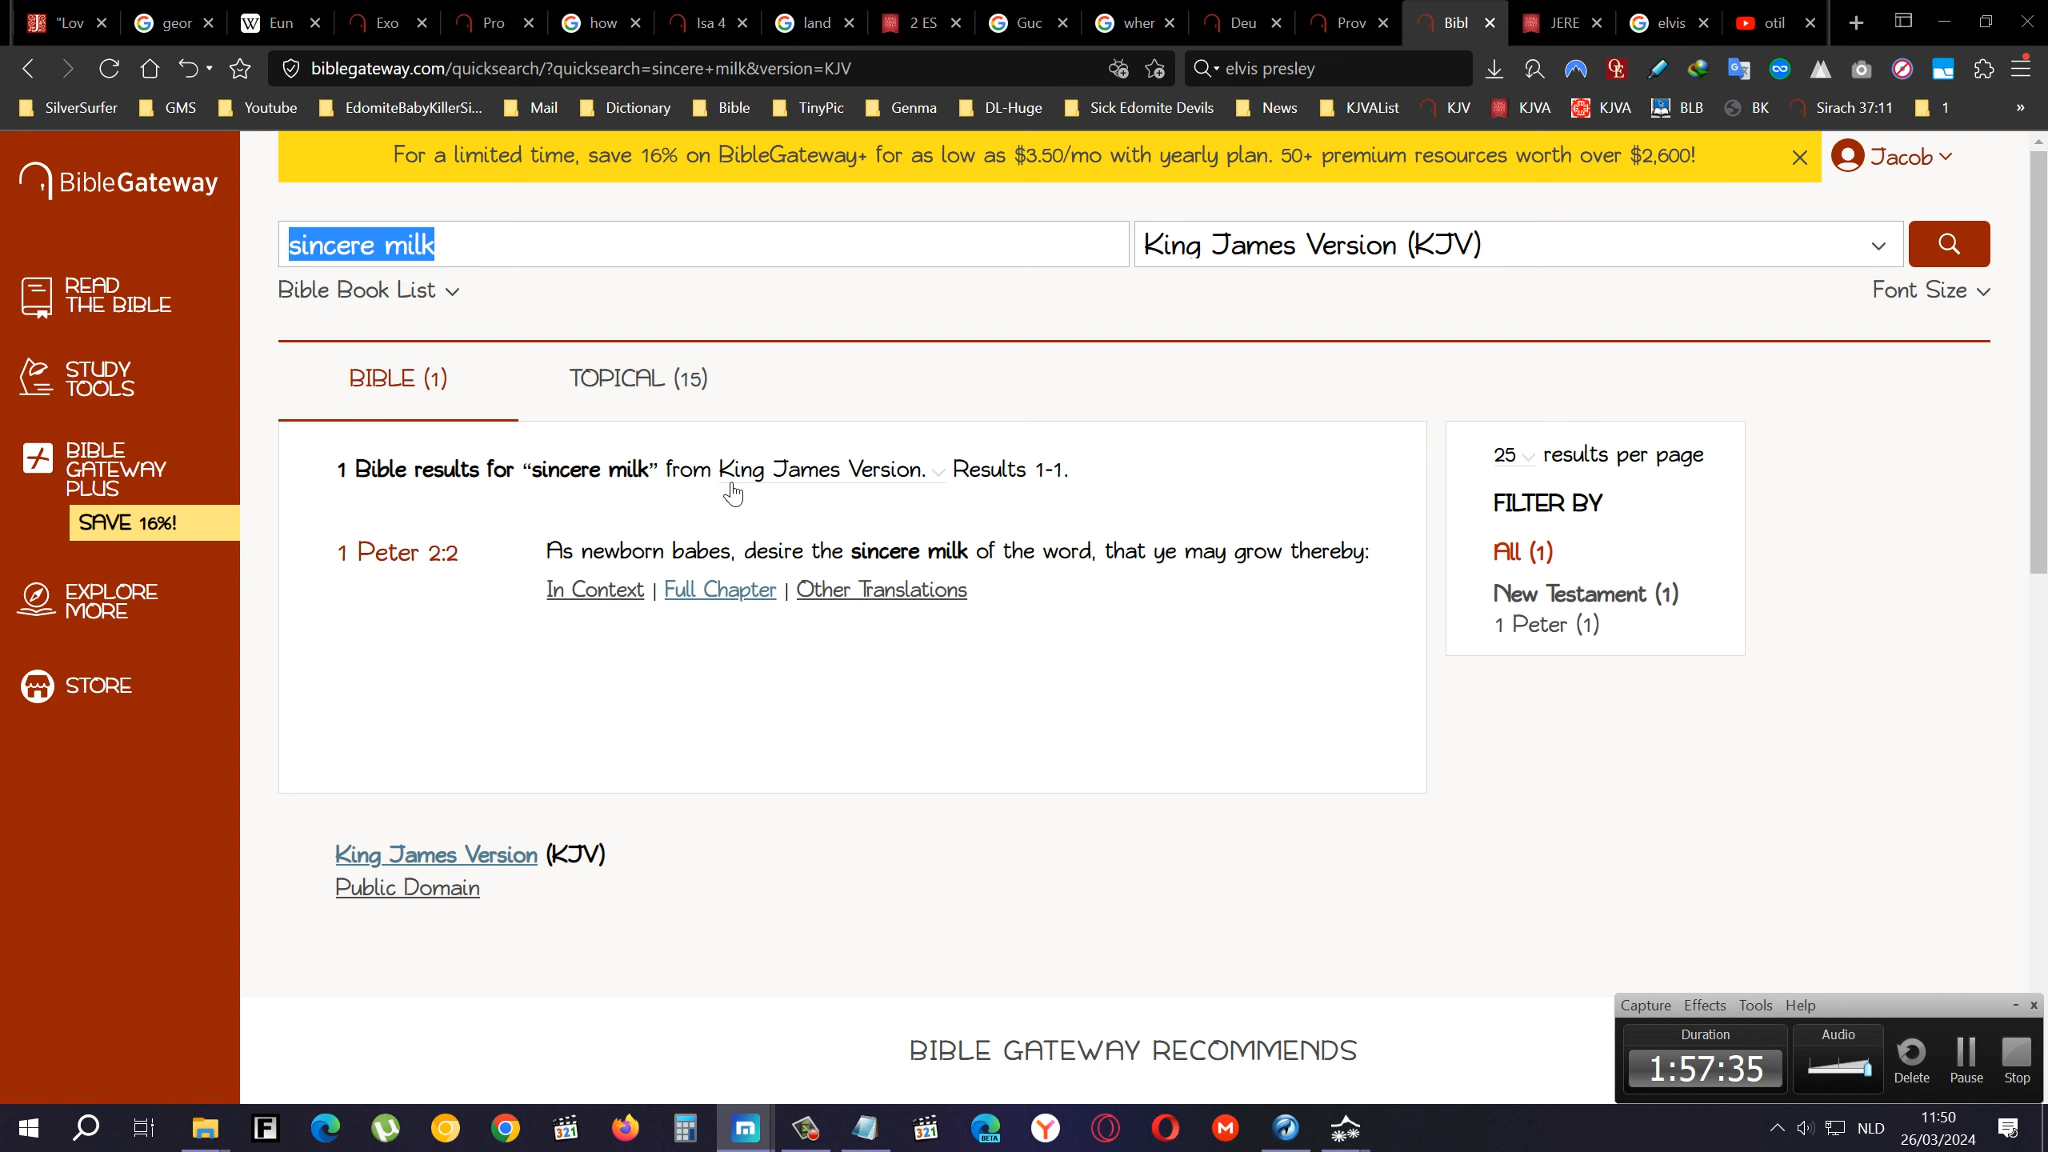 "Lov
geor
Eun
Exo
Pro
how
Isa 4
land
2 ES
Guc
wher
Deu
Prov
Bibl
JERE
elvis
otil
biblegateway.com/quicksearch/?quicksearch=sincere+milk&version=KJV
elvis presley
SilverSurfer
GMS
Youtube
EdomiteBabyKillerSi...
Mail
Dictionary
Bible
TinyPic
Genma
DL-Huge
Sick Edomite Devils
News
KJVAList
KJV
KJVA
KJVA
BLB
BK
Sirach 37:11
1
»
BibleGateway
For a limited time, save 16% on BibleGateway+ for as low as $3.50/mo with yearly plan. 50+ premium resources worth over $2,600!
Jacob
sincere milk
King James Version (KJV)
Bible Book List
Font Size
READ
THE BIBLE
STUDY
TOOLS
BIBLE
GATEWAY
PLUS
SAVE 16%!
EXPLORE
MORE
STORE
BIBLE (1)
TOPICAL (15)
1 Bible results for “sincere milk” from King James Version. Results 1-1.
1 Peter 2:2
As newborn babes, desire the sincere milk of the word, that ye may grow thereby:
In Context | Full Chapter | Other Translations
25 results per page
FILTER BY
All (1)
New Testament (1)
1 Peter (1)
King James Version (KJV)
Public Domain
BIBLE GATEWAY RECOMMENDS
Capture Effects Tools Help
Duration
1:57:35
Audio
Delete
Pause
Stop
321
321
BETA
NLD
11:50
26/03/2024